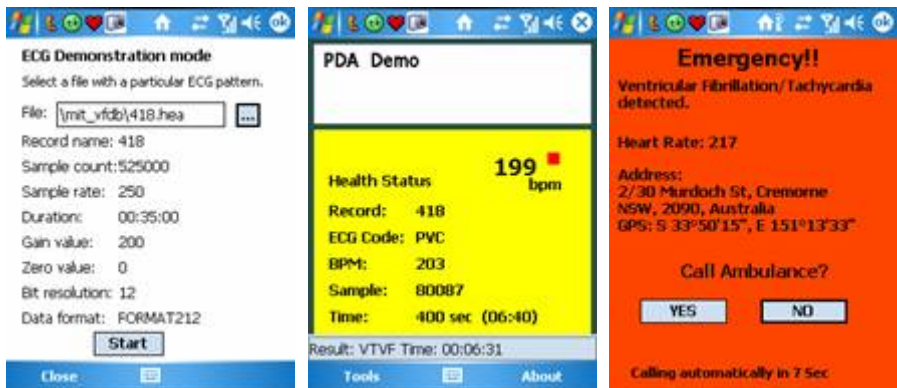 ok
ECG Demonstration mode
Select a file with a particular ECG pattern.
File: \mit_vfdb\418.hea ...
Record name: 418
Sample count: 525000
Sample rate: 250
Duration: 00:35:00
Gain value: 200
Zero value: 0
Bit resolution: 12
Data format: FORMAT212
Start
Close
PDA Demo
199
Health Status bpm
Record: 418
ECG Code: PVC
BPM: 203
Sample: 80087
Time: 400 sec (06:40)
Result: VTVF Time: 00:06:31
Tools About
ok
Emergency!!
Ventricular Fibrillation/Tachycardia
detected.
Heart Rate: 217
Address:
2/30 Murdoch St, Cremorne
NSW, 2090, Australia
GPS: S 33°50'15", E 151°13'33"
Call Ambulance?
YES NO
Calling automatically in 7 Sec